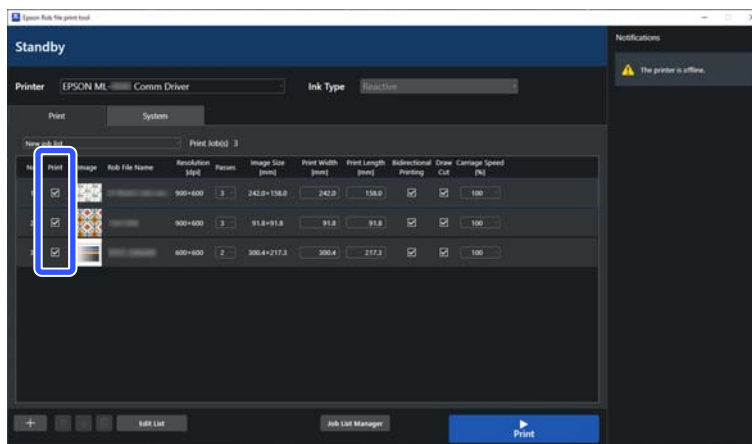 Epson Rob file print tool
Standby
Notifications
The printer is offline.
Printer EPSON ML- Comm Driver Ink Type Reactive
Print System
New job list Print Job(s) 3
Print Image Rob File Name Resolution [dpi] Passes Image Size [mm] Print Width [mm] Print Length [mm] Bidirectional Printing Draw Cut Carriage Speed [%]
900×600 3 242.0×158.0 242.0 158.0 100
900×600 3 91.8×91.8 91.8 91.8 100
600×600 2 300.4×217.3 300.4 217.3 100
+ Edit List Job List Manager Print